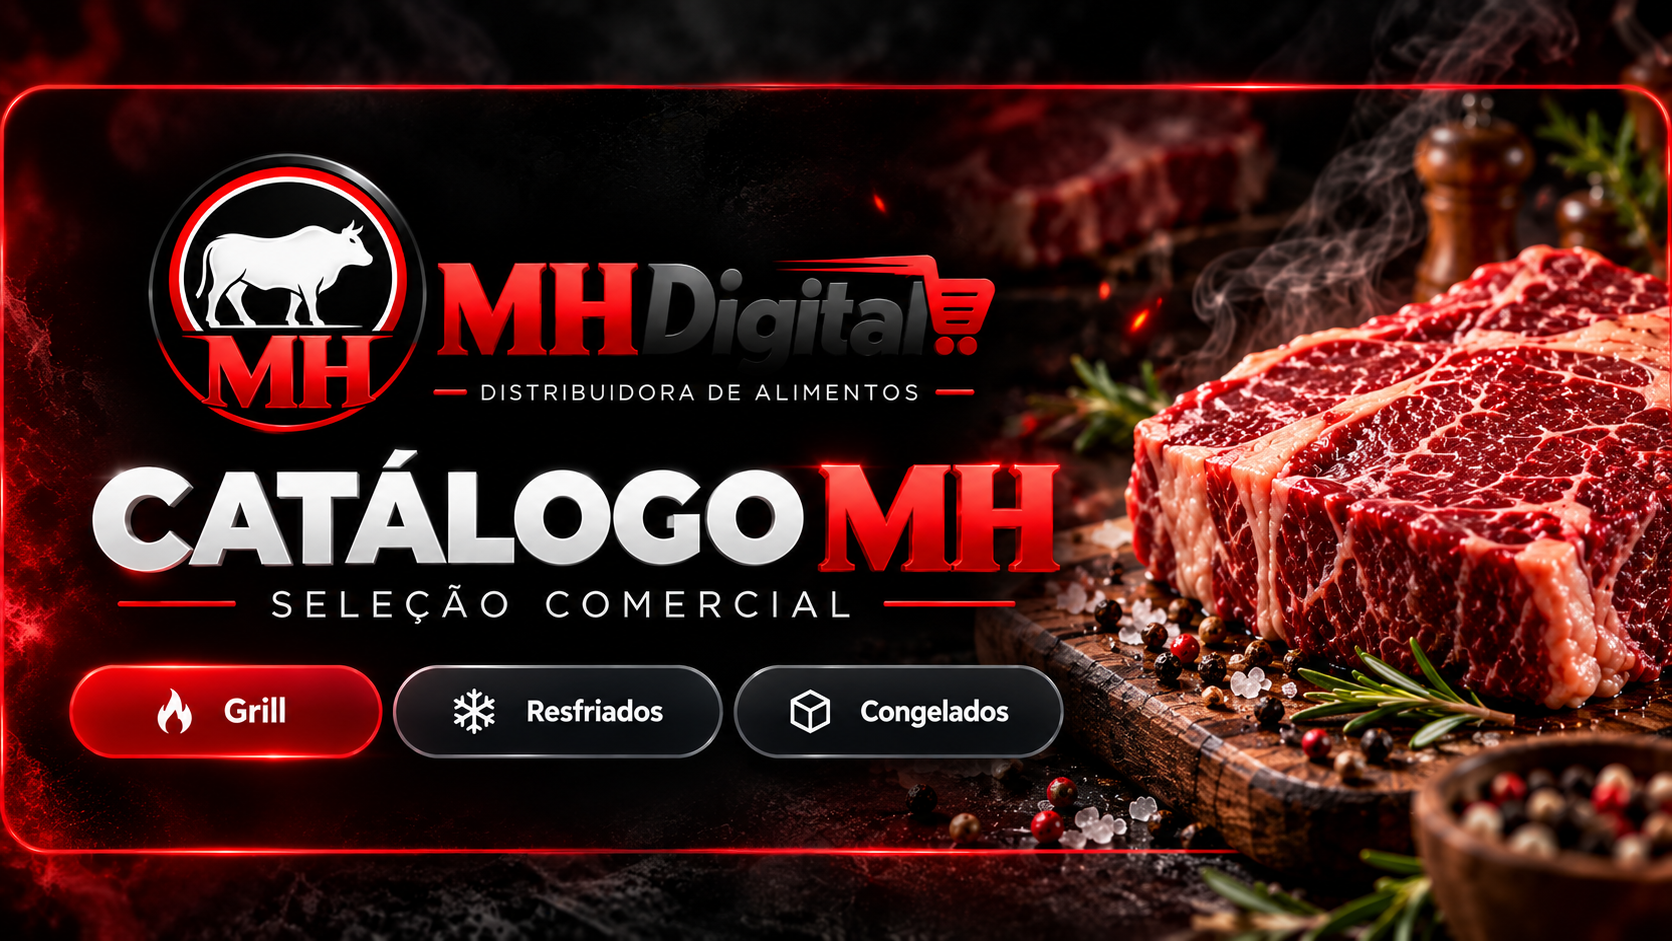 MH
MHDigital
DISTRIBUIDORA DE ALIMENTOS
CATÁLOGO MH
SELEÇÃO COMERCIAL
Grill
Resfriados
Congelados